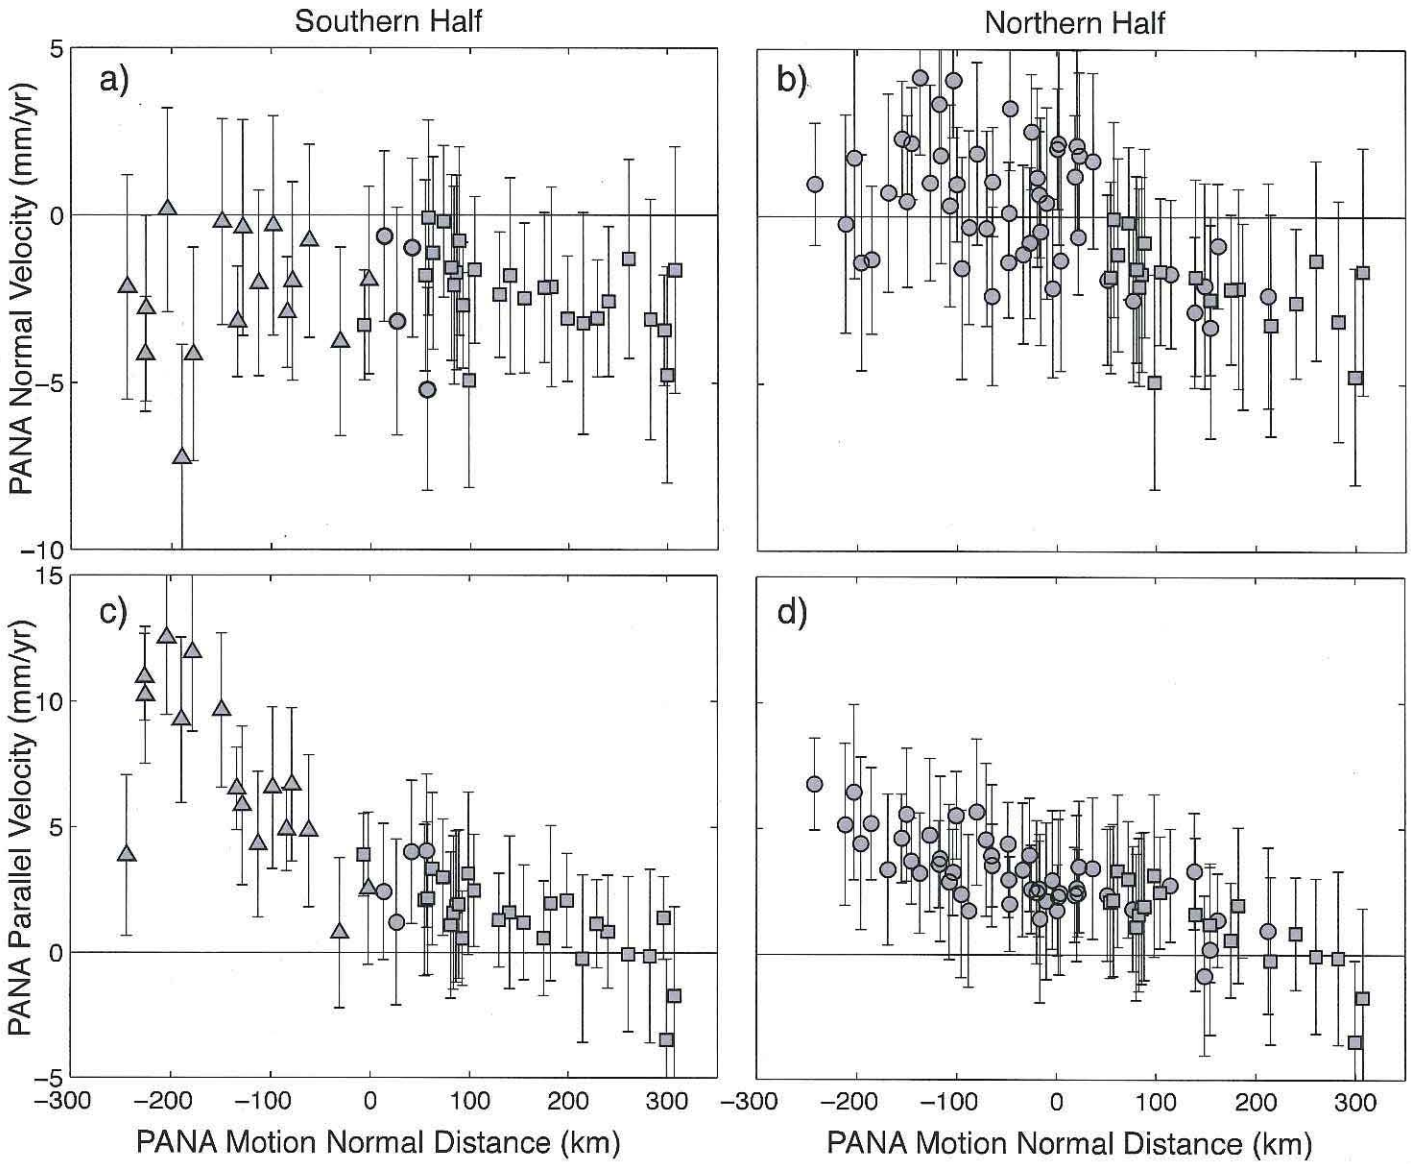 Southern Half
Northern Half
a)
b)
5
0
−5
−10
PANA Normal Velocity (mm/yr)
c)
d)
15
10
5
0
−5
PANA Parallel Velocity (mm/yr)
−300 −200 −100 0 100 200 300
−300 −200 −100 0 100 200 300
PANA Motion Normal Distance (km)
PANA Motion Normal Distance (km)